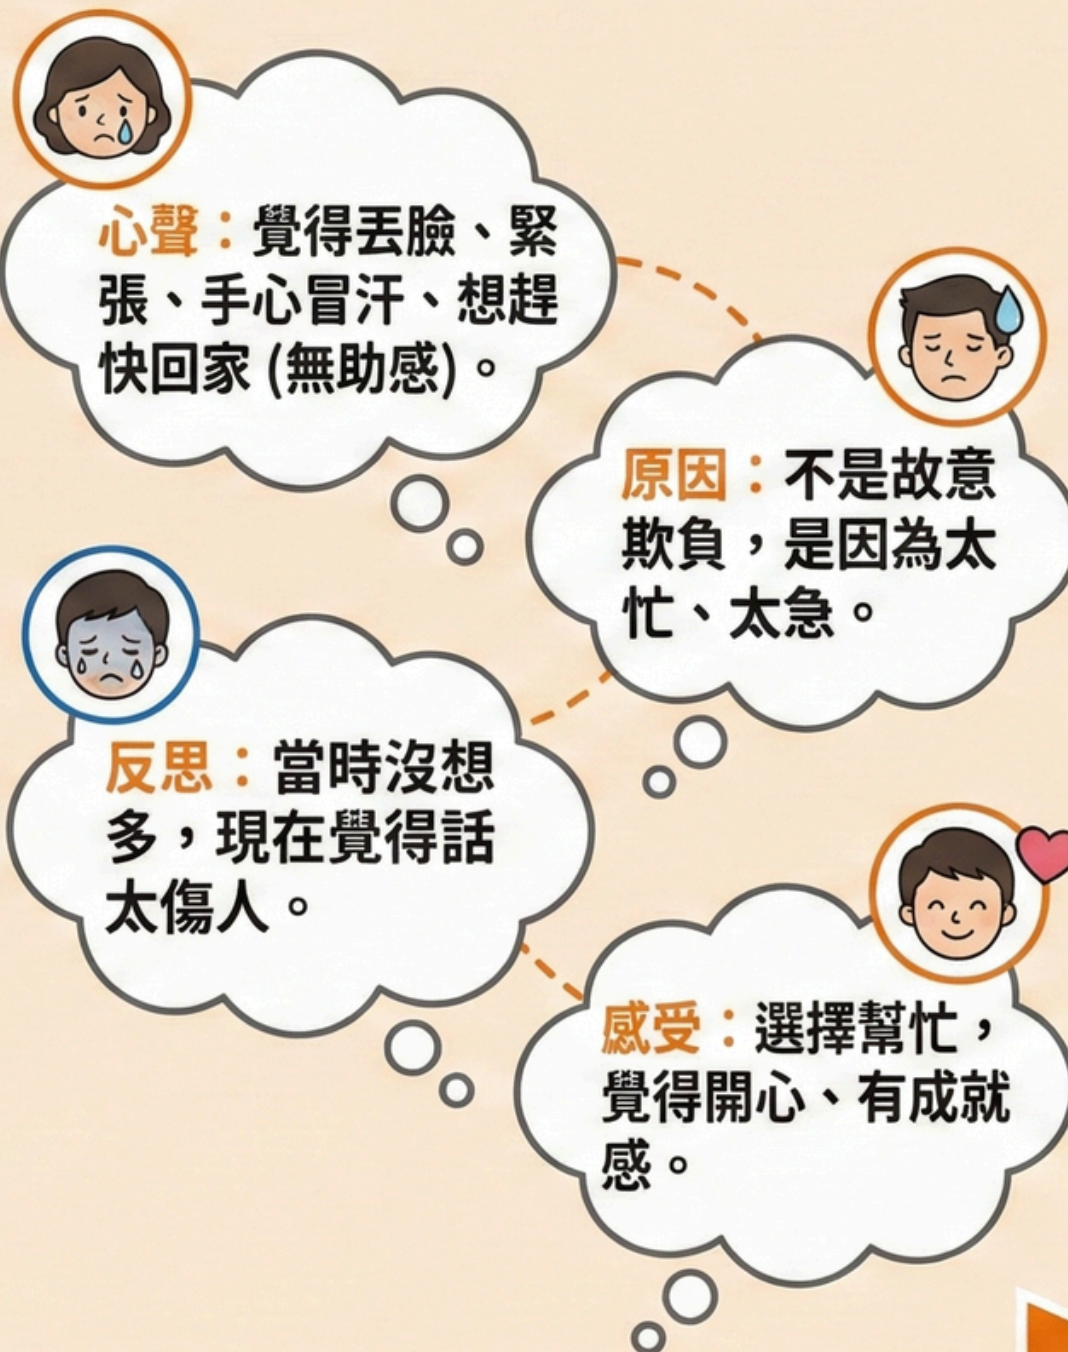 心聲：覺得丟臉、緊
張、手心冒汗、想趕
快回家 (無助感)。
原因：不是故意
欺負，是因為太
忙、太急。
反思：當時沒想
多，現在覺得話
太傷人。
感受：選擇幫忙，
覺得開心、有成就
感。